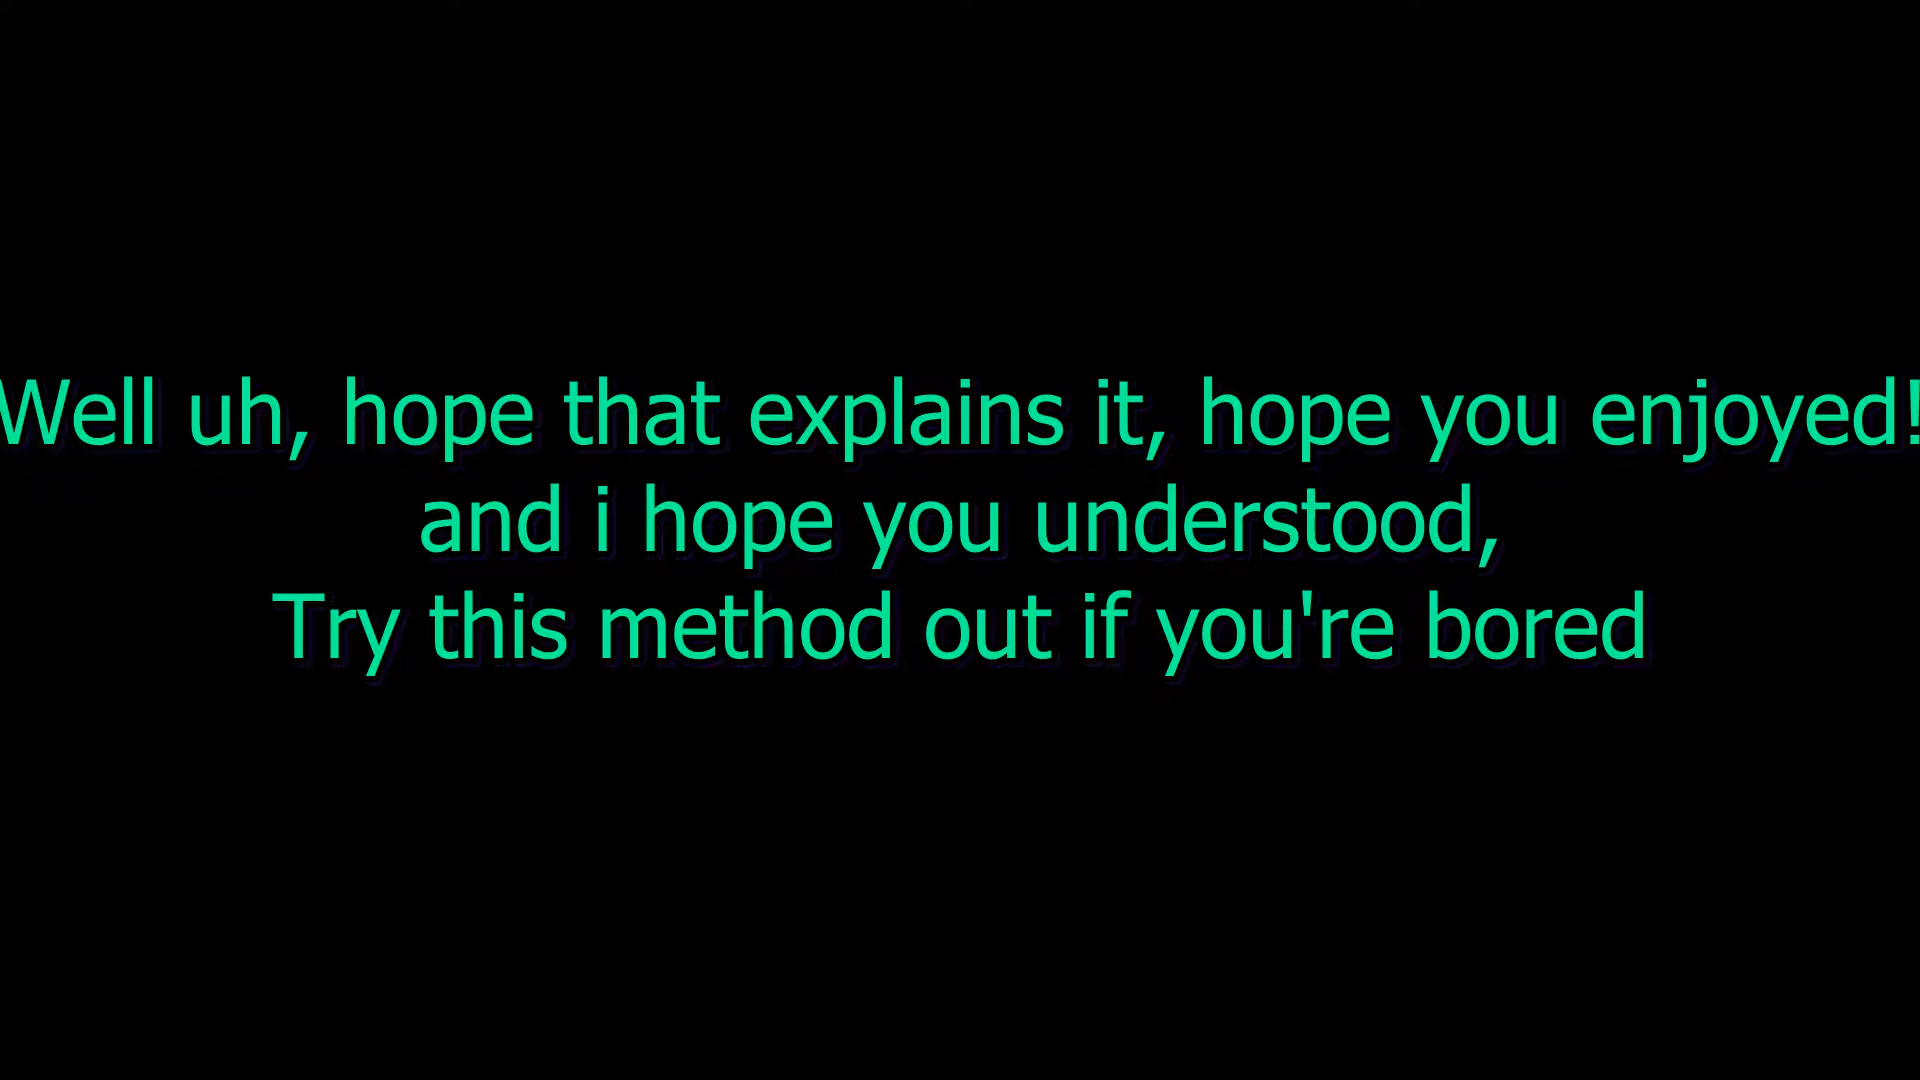 Well uh, hope that explains it, hope you enjoyed!
and i hope you understood,
Try this method out if you're bored